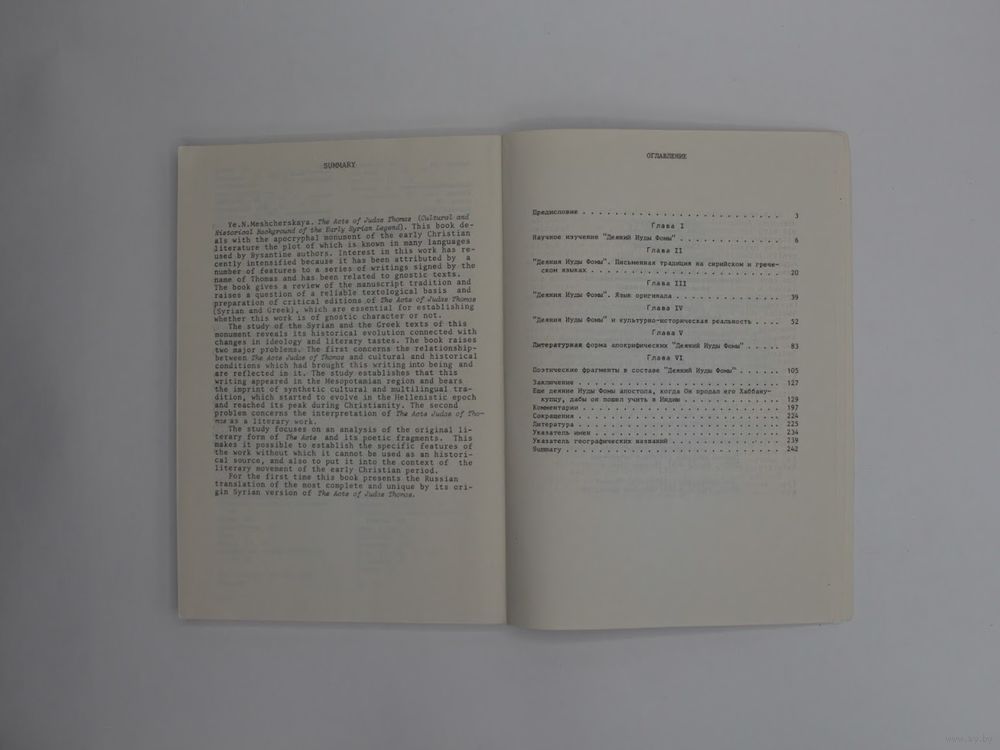 SUMMARY
Ye.N.Meshcherskaya. The Acts of Judas Thomas (Cultural and
Historical Background of the Early Syrian Legend). This book de-
als with the apocryphal monument of the early Christian
literature the plot of which is known in many languages
used by Byzantine authors. Interest in this work has re-
cently intensified because it has been attributed by a
number of features to a series of writings signed by the
name of Thomas and has been related to gnostic texts.
The book gives a review of the manuscript tradition and
raises a question of a reliable textological basis and
preparation of critical editions of The Acts of Judas Thomas
(Syrian and Greek), which are essential for establishing
whether this work is of gnostic character or not.
The study of the Syrian and the Greek texts of this
monument reveals its historical evolution connected with
changes in ideology and literary tastes. The book raises
two major problems. The first concerns the relationship-
between The Acts of Judas Thomas and cultural and historical
conditions which had brought this writing into being and
are reflected in it. The study establishes that this
writing appeared in the Mesopotamian region and bears
the imprint of synthetic cultural and multilingual tra-
dition, which started to evolve in the Hellenistic epoch
and reached its peak during Christianity. The second
problem concerns the interpretation of The Acts Judas of Tho-
mas as a literary work.
The study focuses on an analysis of the original li-
terary form of The Acts and its poetic fragments. This
makes it possible to establish the specific features of
the work without which it cannot be used as an histori-
cal source, and also to put it into the context of the
literary movement of the early Christian period.
For the first time this book presents the Russian
translation of the most complete and unique by its ori-
gin Syrian version of The Acts of Judas Thomas.
ОГЛАВЛЕНИЕ
Предисловие . . . . . . . . . . . . . . . . . . . . . . . . 3
Глава I
Научное изучение "Деяний Иуды Фомы" . . . . . . . . . . . . 6
Глава II
"Деяния Иуды Фомы". Письменная традиция на сирийском и грече-
ском языках . . . . . . . . . . . . . . . . . . . . . . . 20
Глава III
"Деяния Иуды Фомы". Язык оригинала . . . . . . . . . . . . . 39
Глава IV
"Деяния Иуды Фомы" и культурно-историческая реальность . . . . 52
Глава V
Литературная форма апокрифических "Деяний Иуды Фомы" . . . . . 83
Глава VI
Поэтические фрагменты в составе "Деяний Иуды Фомы" . . . . . . 105
Заключение . . . . . . . . . . . . . . . . . . . . . . . . 127
Еще деяние Иуды Фомы апостола, когда Он продал его Хаббану-
купцу, дабы он пошел учить в Индию . . . . . . . . . . . . 129
Комментарии . . . . . . . . . . . . . . . . . . . . . . . . 197
Сокращения . . . . . . . . . . . . . . . . . . . . . . . . 224
Литература . . . . . . . . . . . . . . . . . . . . . . . . 225
Указатель имен . . . . . . . . . . . . . . . . . . . . . . 234
Указатель географических названий . . . . . . . . . . . . . 239
Summary . . . . . . . . . . . . . . . . . . . . . . . . . . 242